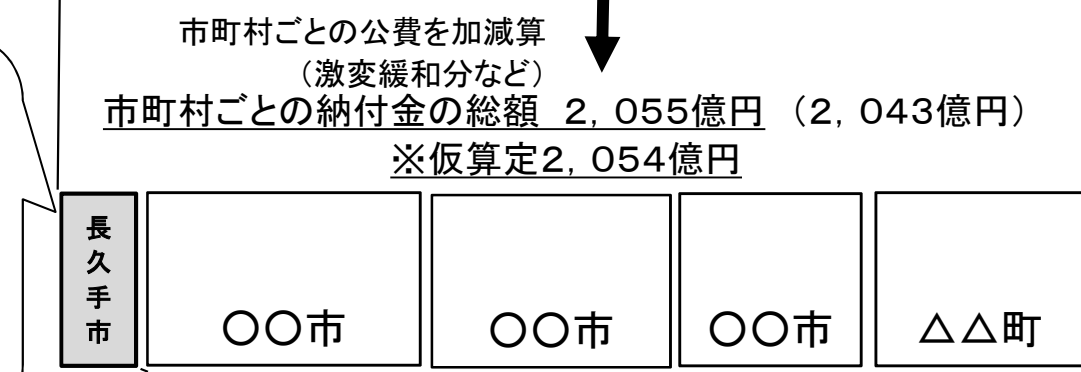 市町村ごとの公費を加減算
（激変緩和分など）
市町村ごとの納付金の総額　２，０５５億円　（２，０４３億円）
※仮算定２，０５４億円
長久手市
〇〇市
〇〇市
〇〇市
△△町